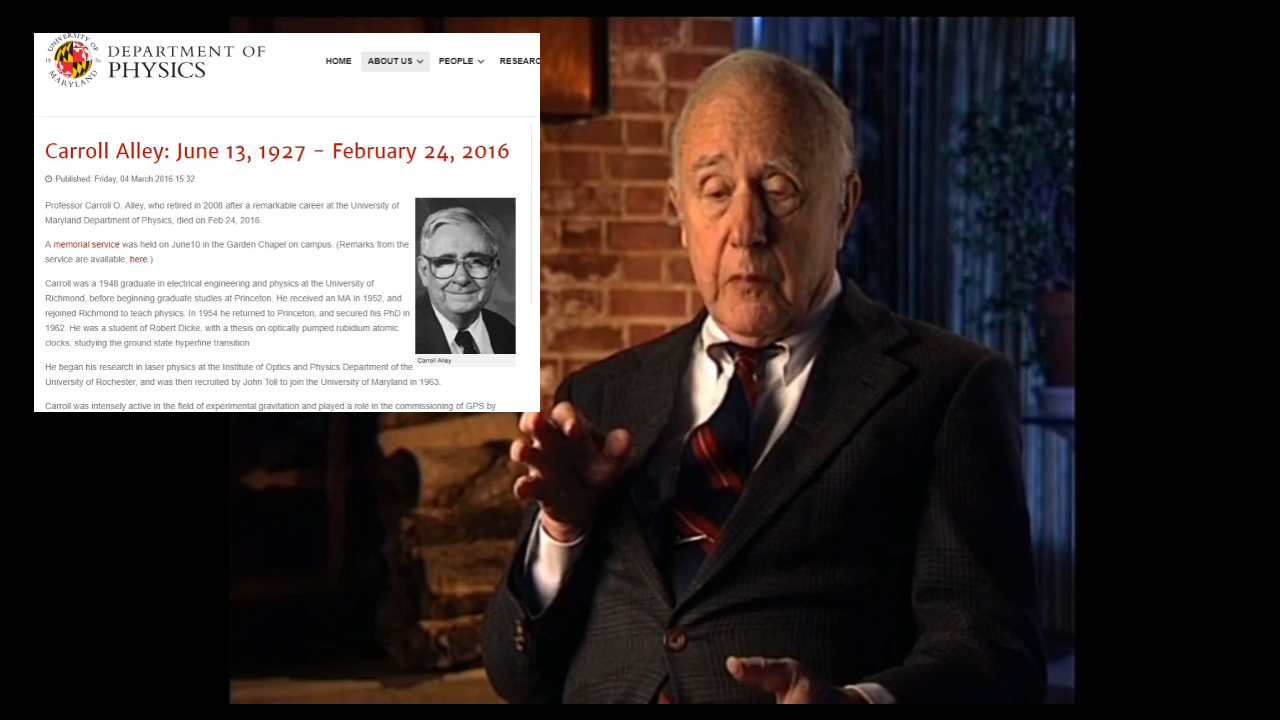 UNIVERSITY OF
18 56
MARYLAND
DEPARTMENT OF
PHYSICS
HOME ABOUT US PEOPLE RESEARC
Carroll Alley: June 13, 1927 - February 24, 2016
Published: Friday, 04 March 2016 15:32
Professor Carroll O. Alley, who retired in 2008 after a remarkable career at the University of
Maryland Department of Physics, died on Feb 24, 2016.
A memorial service was held on June10 in the Garden Chapel on campus. (Remarks from the
service are available, here.)
Carroll was a 1948 graduate in electrical engineering and physics at the University of
Richmond, before beginning graduate studies at Princeton. He received an MA in 1952, and
rejoined Richmond to teach physics. In 1954 he returned to Princeton, and secured his PhD in
1962. He was a student of Robert Dicke, with a thesis on optically pumped rubidium atomic
clocks, studying the ground state hyperfine transition.
Carroll Alley
He began his research in laser physics at the Institute of Optics and Physics Department of the
University of Rochester, and was then recruited by John Toll to join the University of Maryland in 1963.
Carroll was intensely active in the field of experimental gravitation and played a role in the commissioning of GPS by